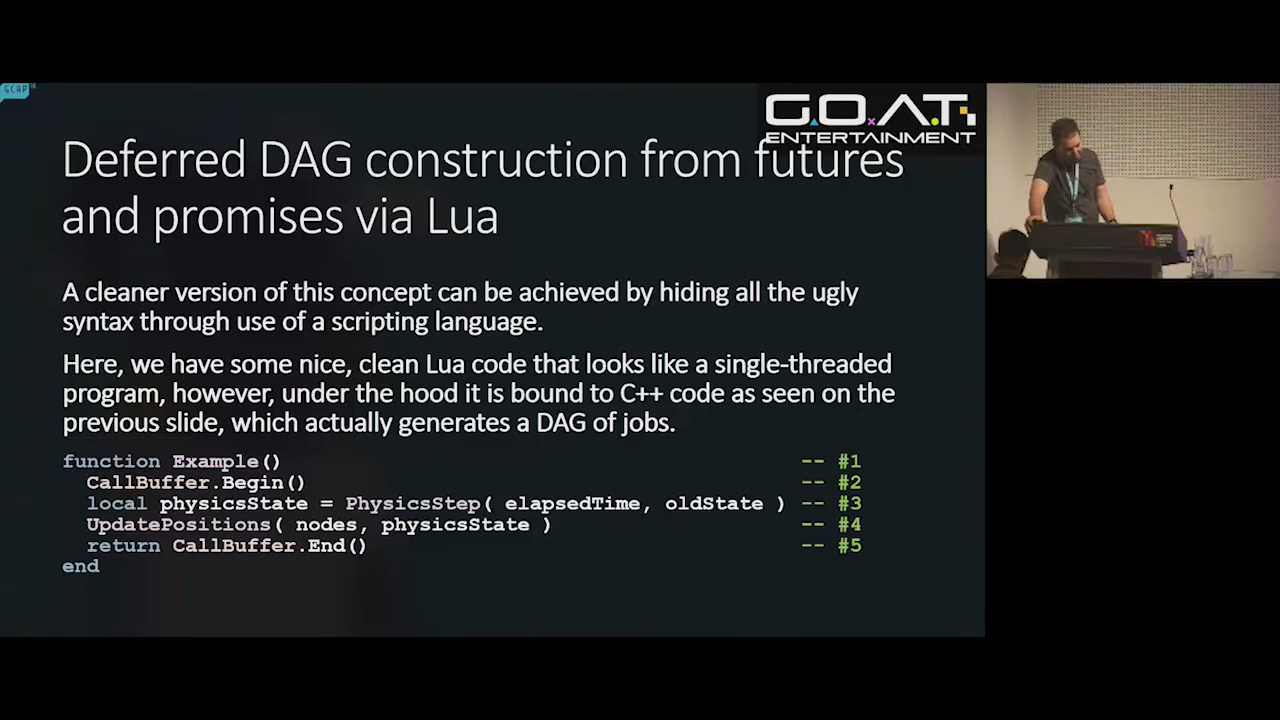 GCAP
G.O.A.T.
ENTERTAINMENT
Deferred DAG construction from futures
and promises via Lua
A cleaner version of this concept can be achieved by hiding all the ugly
syntax through use of a scripting language.
Here, we have some nice, clean Lua code that looks like a single-threaded
program, however, under the hood it is bound to C++ code as seen on the
previous slide, which actually generates a DAG of jobs.
function Example() -- #1
CallBuffer.Begin() -- #2
local physicsState = PhysicsStep( elapsedTime, oldState ) -- #3
UpdatePositions( nodes, physicsState ) -- #4
return CallBuffer.End() -- #5
end